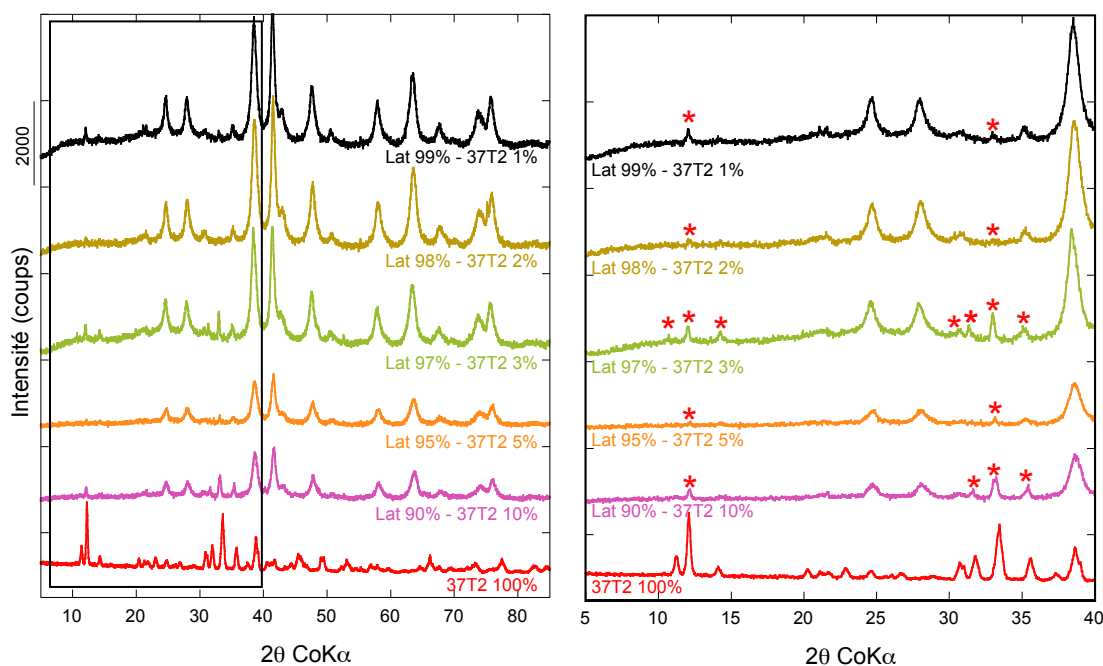 Intensité (coups)
2000
Lat 99% - 37T2 1%
Lat 98% - 37T2 2%
Lat 97% - 37T2 3%
Lat 95% - 37T2 5%
Lat 90% - 37T2 10%
37T2 100%
10 20 30 40 50 60 70 80
2θ CoKα
*
*
Lat 99% - 37T2 1%
*
*
Lat 98% - 37T2 2%
* * * * * * *
Lat 97% - 37T2 3%
*
*
Lat 95% - 37T2 5%
* * * *
Lat 90% - 37T2 10%
37T2 100%
5 10 15 20 25 30 35 40
2θ CoKα